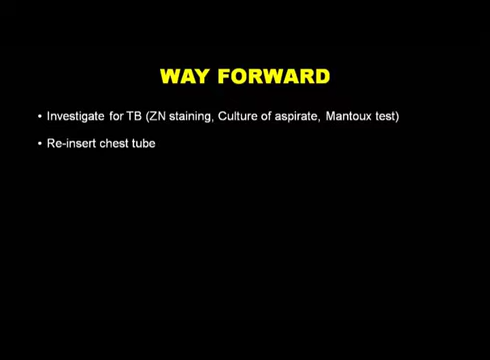 WAY FORWARD
• Investigate for TB (ZN staining, Culture of aspirate, Mantoux test)
• Re-insert chest tube